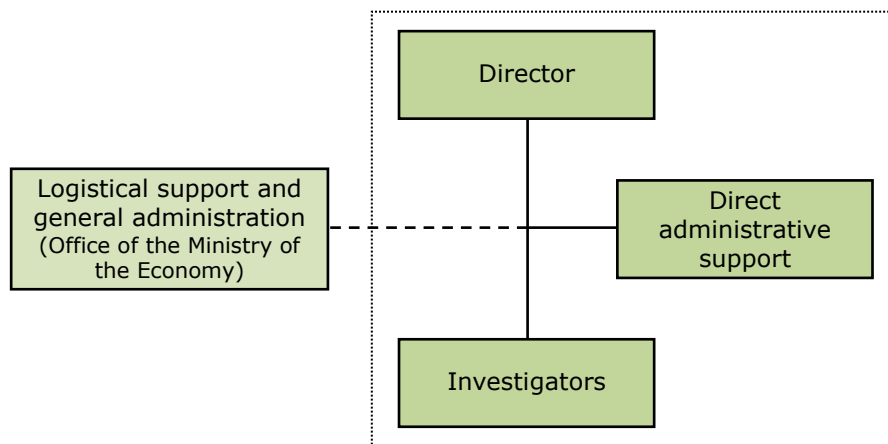 Director
Logistical support and
general administration
(Office of the Ministry of
the Economy)
Direct
administrative
support
Investigators